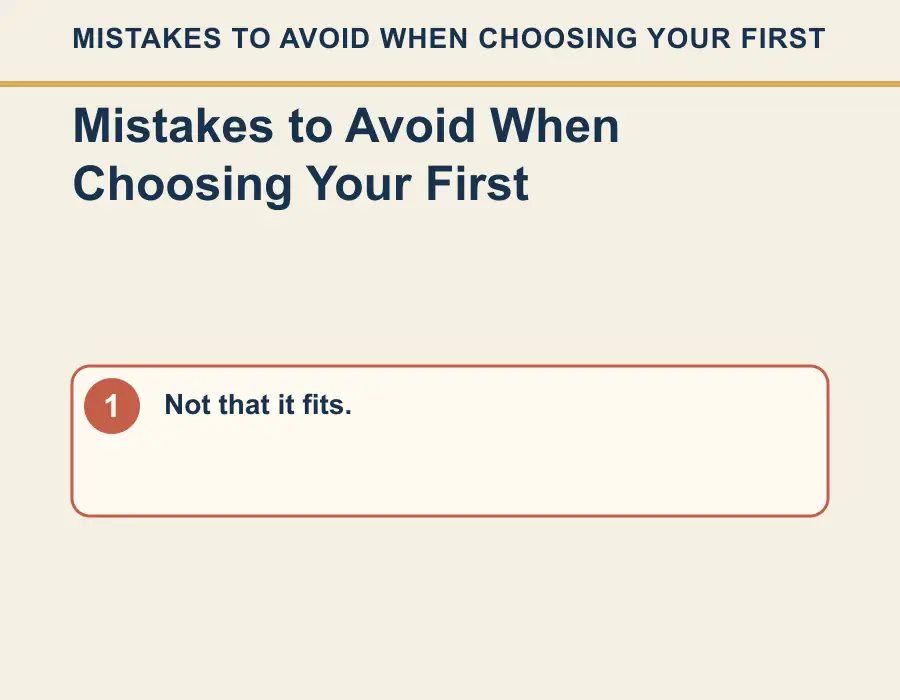 MISTAKES TO AVOID WHEN CHOOSING YOUR FIRST
Mistakes to Avoid When
Choosing Your First
1 Not that it fits.